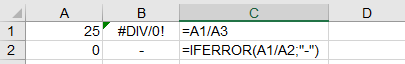 A B C D
1 25 #DIV/0! =A1/A3
2 0 - =IFERROR(A1/A2;"-")